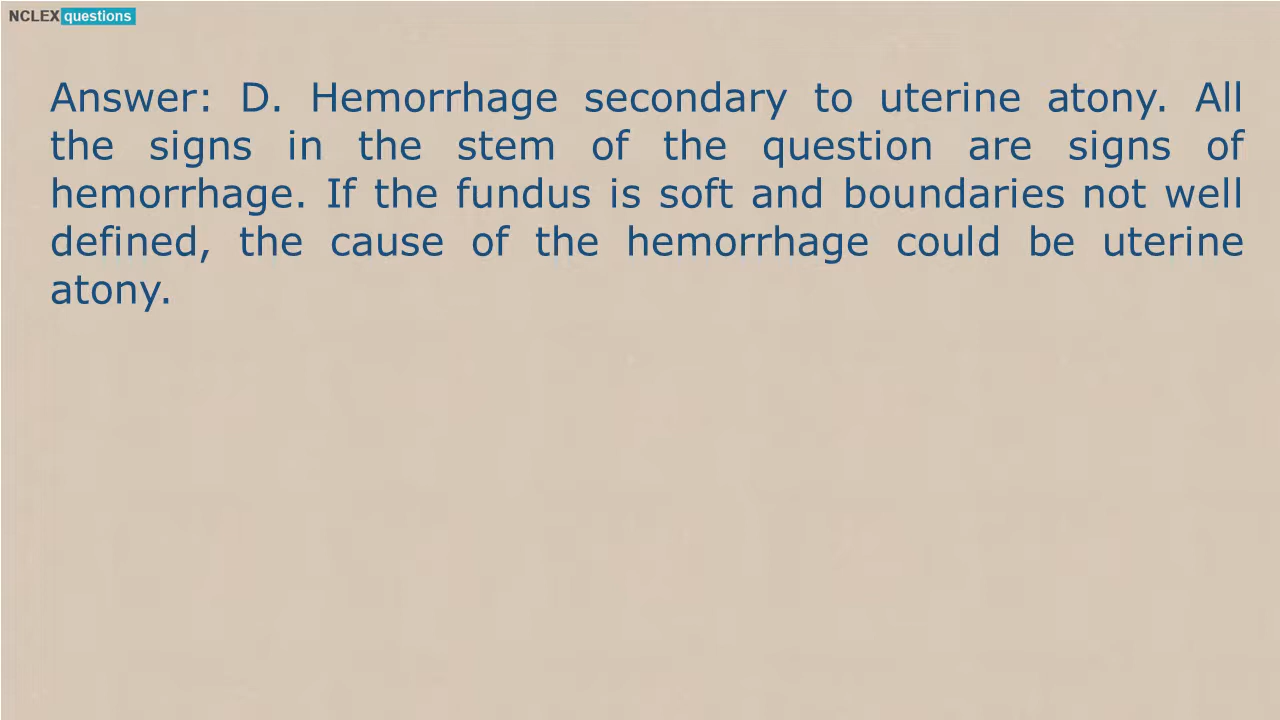 NCLEX questions
Answer: D. Hemorrhage secondary to uterine atony. All
the signs in the stem of the question are signs of
hemorrhage. If the fundus is soft and boundaries not well
defined, the cause of the hemorrhage could be uterine
atony.